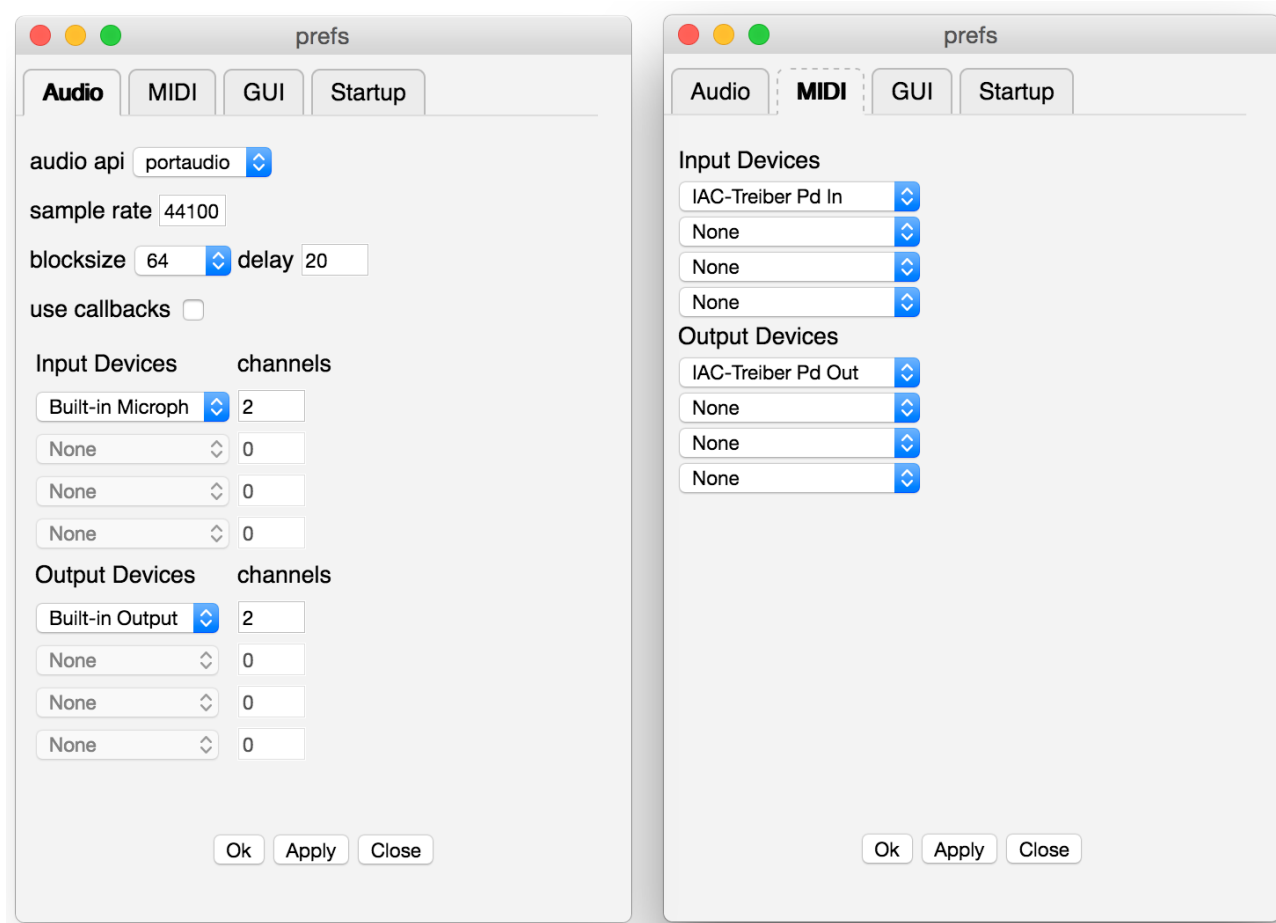 prefs
Audio MIDI GUI Startup
audio api portaudio
sample rate 44100
blocksize 64 delay 20
use callbacks
Input Devices channels
Built-in Microph 2
None 0
None 0
None 0
Output Devices channels
Built-in Output 2
None 0
None 0
None 0
Ok Apply Close
prefs
Audio MIDI GUI Startup
Input Devices
IAC-Treiber Pd In
None
None
None
Output Devices
IAC-Treiber Pd Out
None
None
None
Ok Apply Close